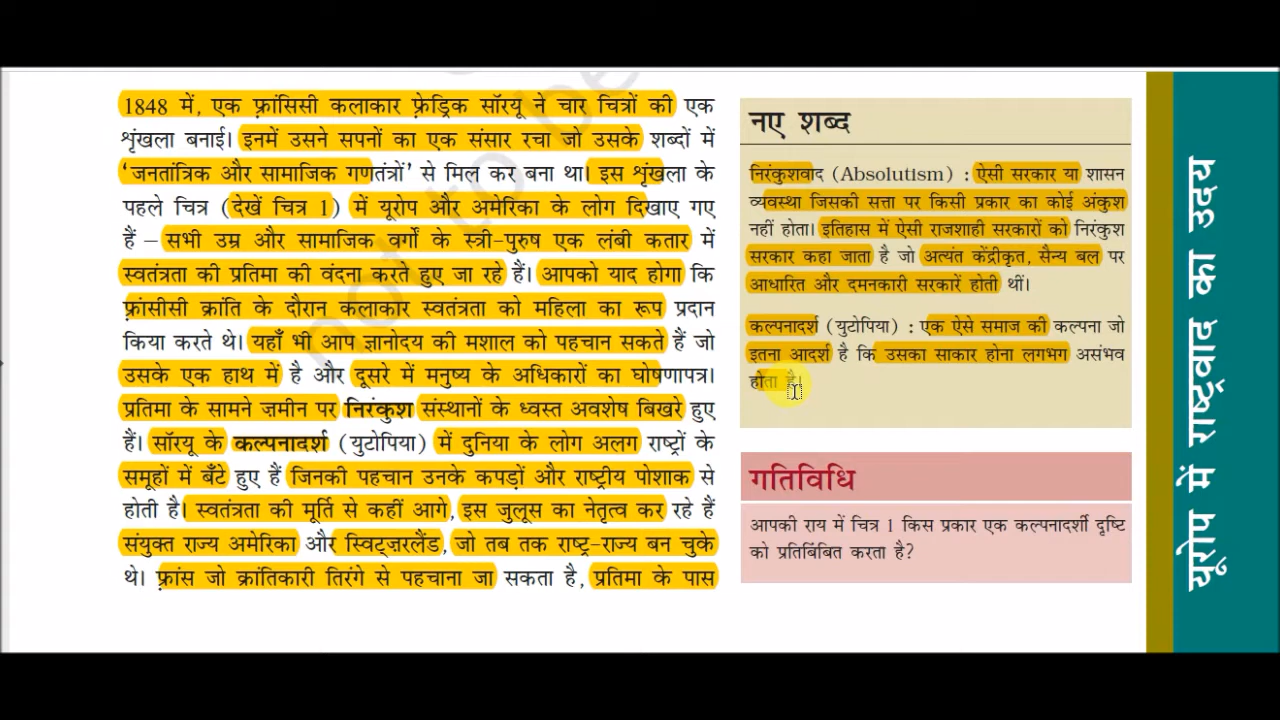 1848 में, एक फ़्रांसिसी कलाकार फ़्रेड्रिक सॉरयू ने चार चित्रों की एक
शृंखला बनाई। इनमें उसने सपनों का एक संसार रचा जो उसके शब्दों में
‘जनतांत्रिक और सामाजिक गणतंत्रों’ से मिल कर बना था। इस शृंखला के
पहले चित्र (देखें चित्र 1) में यूरोप और अमेरिका के लोग दिखाए गए
हैं – सभी उम्र और सामाजिक वर्गों के स्त्री-पुरुष एक लंबी कतार में
स्वतंत्रता की प्रतिमा की वंदना करते हुए जा रहे हैं। आपको याद होगा कि
फ़्रांसीसी क्रांति के दौरान कलाकार स्वतंत्रता को महिला का रूप प्रदान
किया करते थे। यहाँ भी आप ज्ञानोदय की मशाल को पहचान सकते हैं जो
उसके एक हाथ में है और दूसरे में मनुष्य के अधिकारों का घोषणापत्र।
प्रतिमा के सामने ज़मीन पर निरंकुश संस्थानों के ध्वस्त अवशेष बिखरे हुए
हैं। सॉरयू के कल्पनादर्श (युटोपिया) में दुनिया के लोग अलग राष्ट्रों के
समूहों में बँटे हुए हैं जिनकी पहचान उनके कपड़ों और राष्ट्रीय पोशाक से
होती है। स्वतंत्रता की मूर्ति से कहीं आगे, इस जुलूस का नेतृत्व कर रहे हैं
संयुक्त राज्य अमेरिका और स्विट्ज़रलैंड, जो तब तक राष्ट्र-राज्य बन चुके
थे। फ़्रांस जो क्रांतिकारी तिरंगे से पहचाना जा सकता है, प्रतिमा के पास
नए शब्द
निरंकुशवाद (Absolutism) : ऐसी सरकार या शासन
व्यवस्था जिसकी सत्ता पर किसी प्रकार का कोई अंकुश
नहीं होता। इतिहास में ऐसी राजशाही सरकारों को निरंकुश
सरकार कहा जाता है जो अत्यंत केंद्रीकृत, सैन्य बल पर
आधारित और दमनकारी सरकारें होती थीं।
कल्पनादर्श (युटोपिया) : एक ऐसे समाज की कल्पना जो
इतना आदर्श है कि उसका साकार होना लगभग असंभव
होता है।
गतिविधि
आपकी राय में चित्र 1 किस प्रकार एक कल्पनादर्शी दृष्टि
को प्रतिबिंबित करता है?
यूरोप में राष्ट्रवाद का उदय
not to be